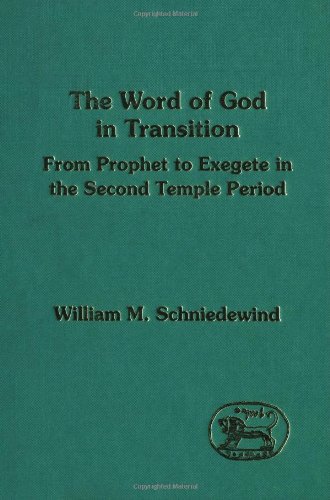 The Word of God
in Transition
From Prophet to Exegete in
the Second Temple Period
William M. Schniedewind